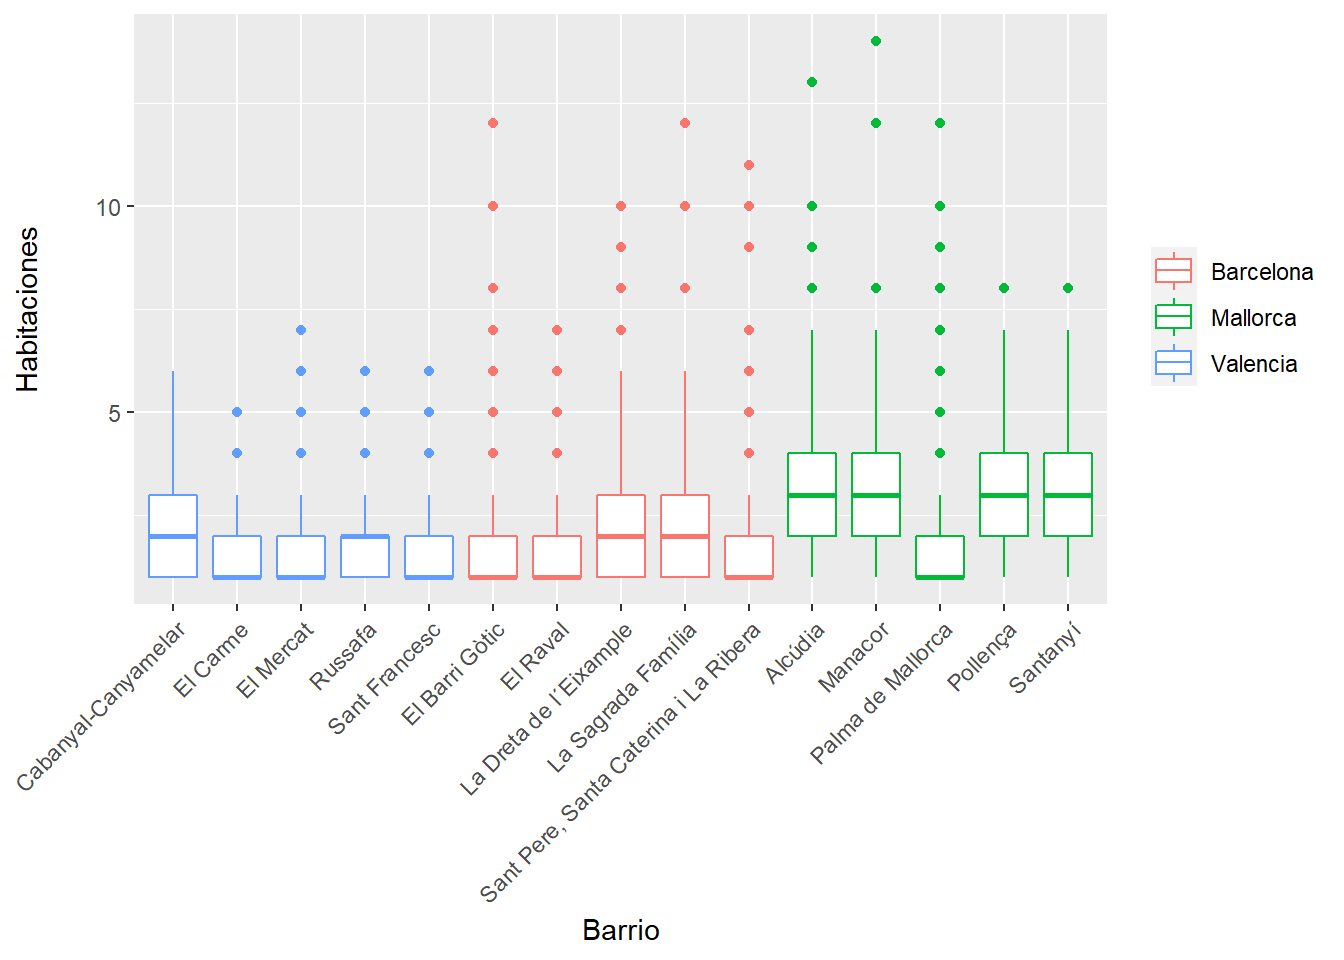 Habitaciones
10
5
Cabanyal-Canyamelar
El Carme
El Mercat
Russafa
Sant Francesc
El Barri Gòtic
El Raval
La Dreta de l´Eixample
La Sagrada Família
Sant Pere, Santa Caterina i La Ribera
Alcúdia
Manacor
Palma de Mallorca
Pollença
Santanyí
Barrio
Barcelona
Mallorca
Valencia